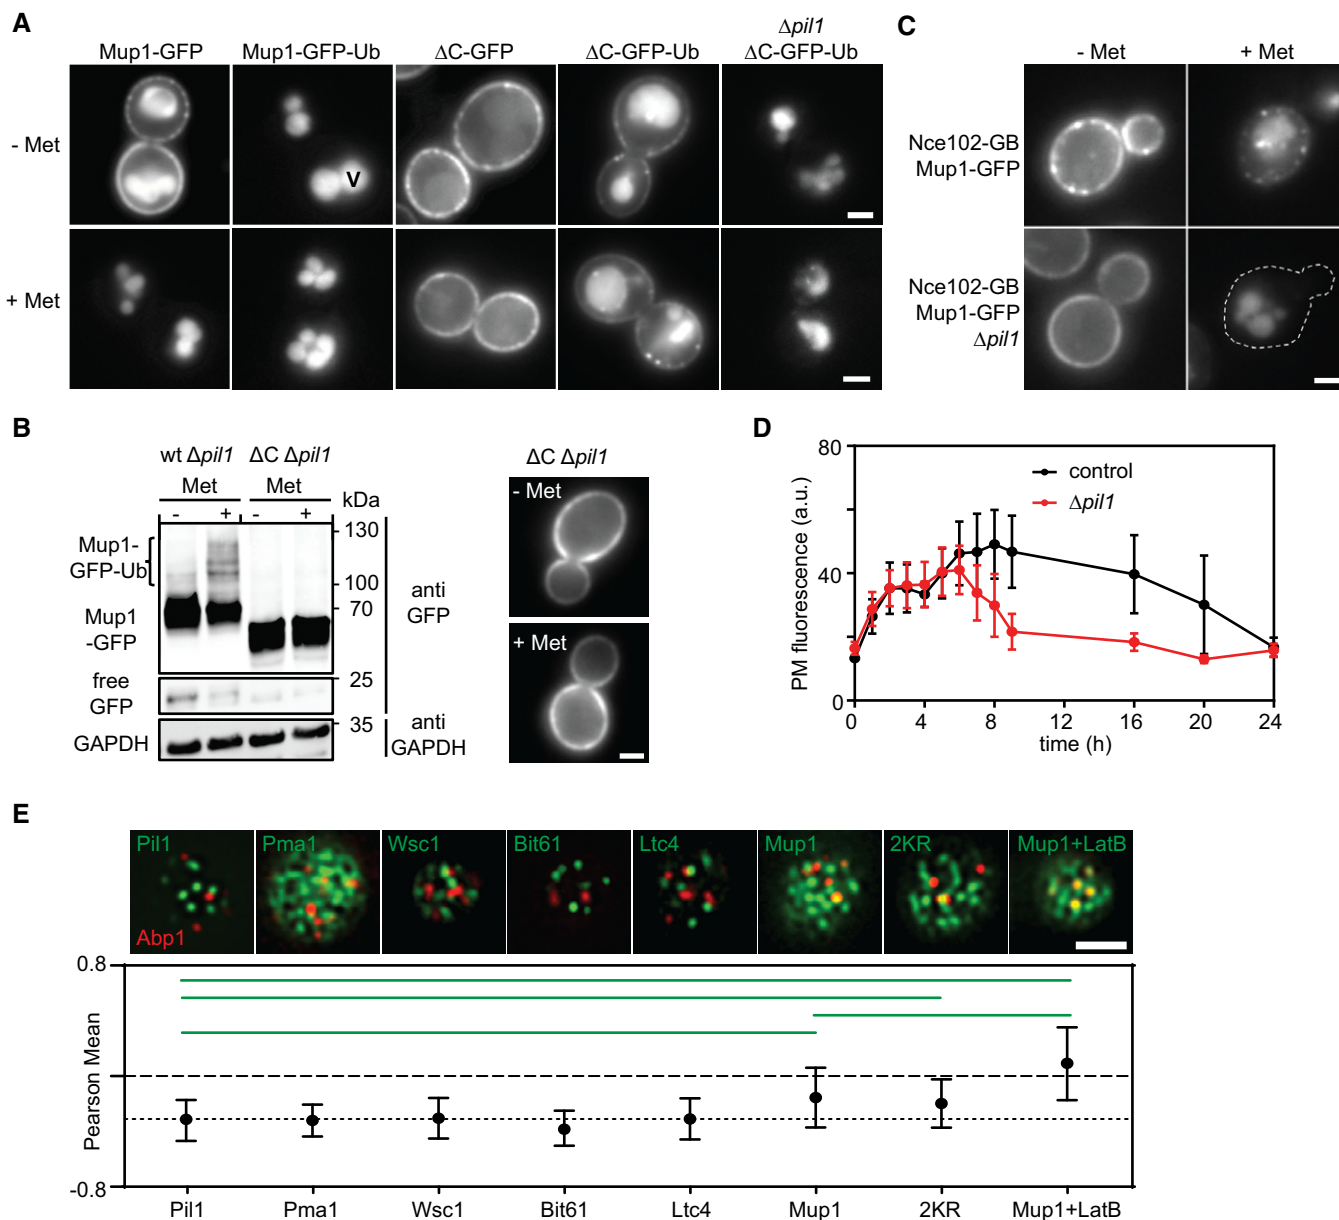 A
Mup1-GFP Mup1-GFP-Ub ΔC-GFP ΔC-GFP-Ub Δpil1
ΔC-GFP-Ub
- Met
V
+ Met
C
- Met + Met
Nce102-GB
Mup1-GFP
Nce102-GB
Mup1-GFP
Δpil1
B
wt Δpil1 ΔC Δpil1
Met Met kDa
- + - +
130
100
70
25
35
Mup1-
GFP-Ub
Mup1
-GFP
free
GFP
GAPDH
anti
GFP
anti
GAPDH
ΔC Δpil1
- Met
+ Met
D
80
40
0
PM fluorescence (a.u.)
control
Δpil1
0 4 8 12 16 20 24
time (h)
E
Pil1 Pma1 Wsc1 Bit61 Ltc4 Mup1 2KR Mup1+LatB
Abp1
0.8
-0.8
Pearson Mean
Pil1 Pma1 Wsc1 Bit61 Ltc4 Mup1 2KR Mup1+LatB